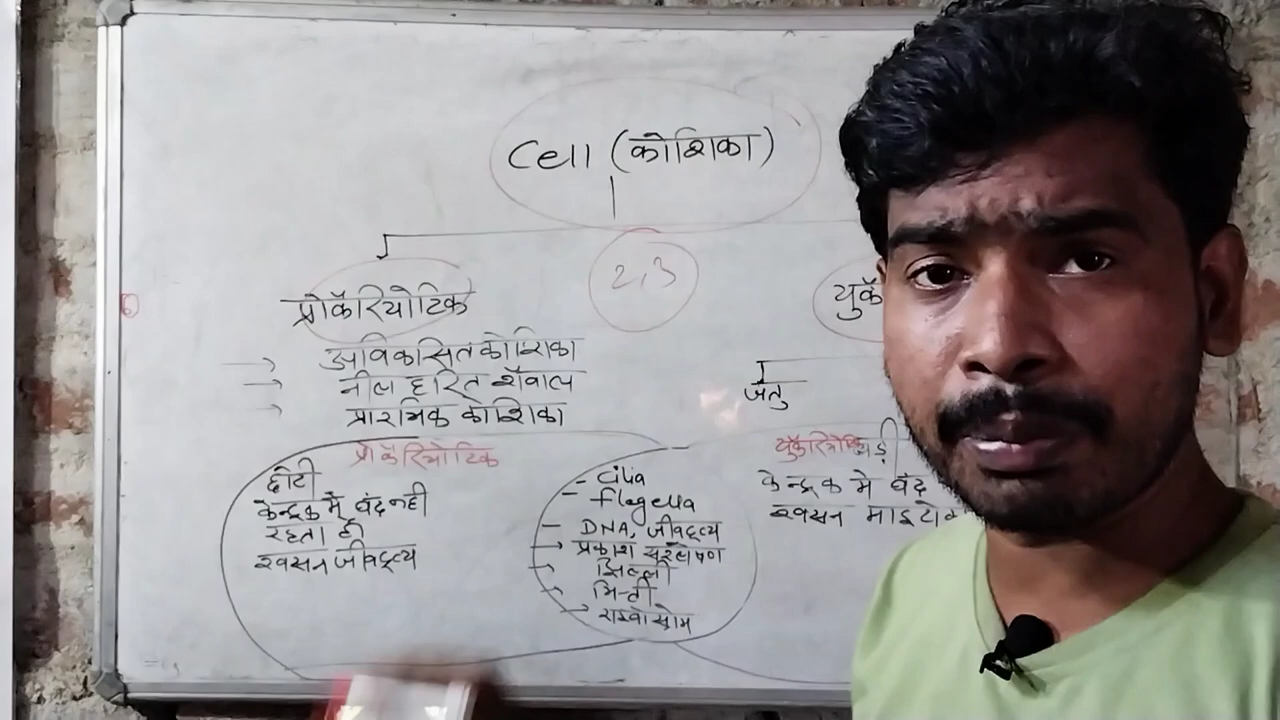 Cell (कोशिका)
2,3
प्रोकॅरियोटिक
युकॅ
अविकसित कोशिका
नील हरित शॅवाल
प्रारंभिक कोशिका
जंतु
प्रोकॅरियोटिक
छोटी
केन्द्रक में बंद नही
रहता है
श्वसन जीवद्रव्य
- Cilia
- flagella
- DNA, जीवद्रव्य
प्रकाश संश्लेषण
झिल्ली
भित्ती
राइबोसोम
केन्द्रक में बंद
श्वसन माइटोक